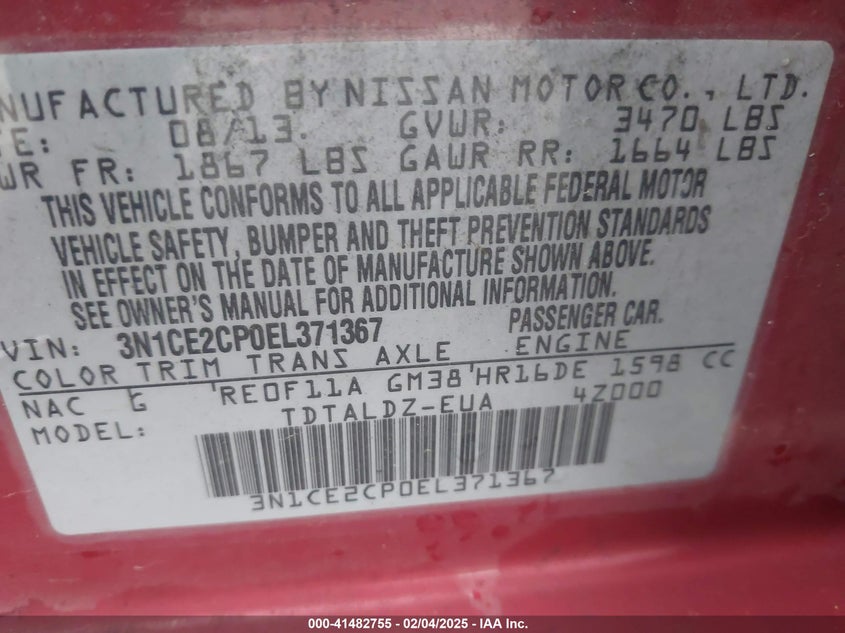 NUFACTURED BY NISSAN MOTOR CO., LTD.
TE: 08/13. GVWR: 3470 LBS
WR FR: 1867 LBS GAWR RR: 1664 LBS
THIS VEHICLE CONFORMS TO ALL APPLICABLE FEDERAL MOTOR
VEHICLE SAFETY, BUMPER AND THEFT PREVENTION STANDARDS
IN EFFECT ON THE DATE OF MANUFACTURE SHOWN ABOVE.
SEE OWNER'S MANUAL FOR ADDITIONAL INFORMATION.
VIN: 3N1CE2CP0EL371367 PASSENGER CAR.
COLOR TRIM TRANS AXLE ENGINE
NAC G RE0F11A GM38 HR16DE 1598 CC
MODEL: TDTALDZ-EUA 4Z000
3N1CE2CP0EL371367
000-41482755 - 02/04/2025 - IAA Inc.